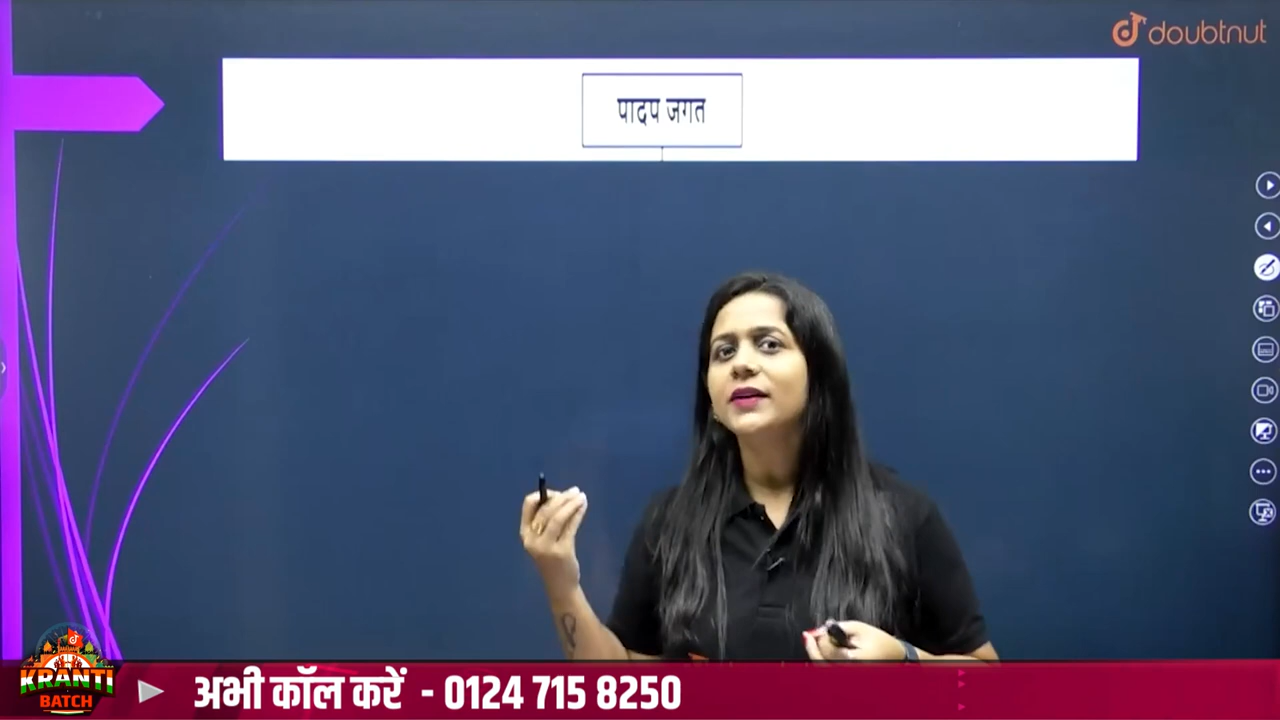 doubtnut
पादप जगत
KRANTI
BATCH
अभी कॉल करें - 0124 715 8250